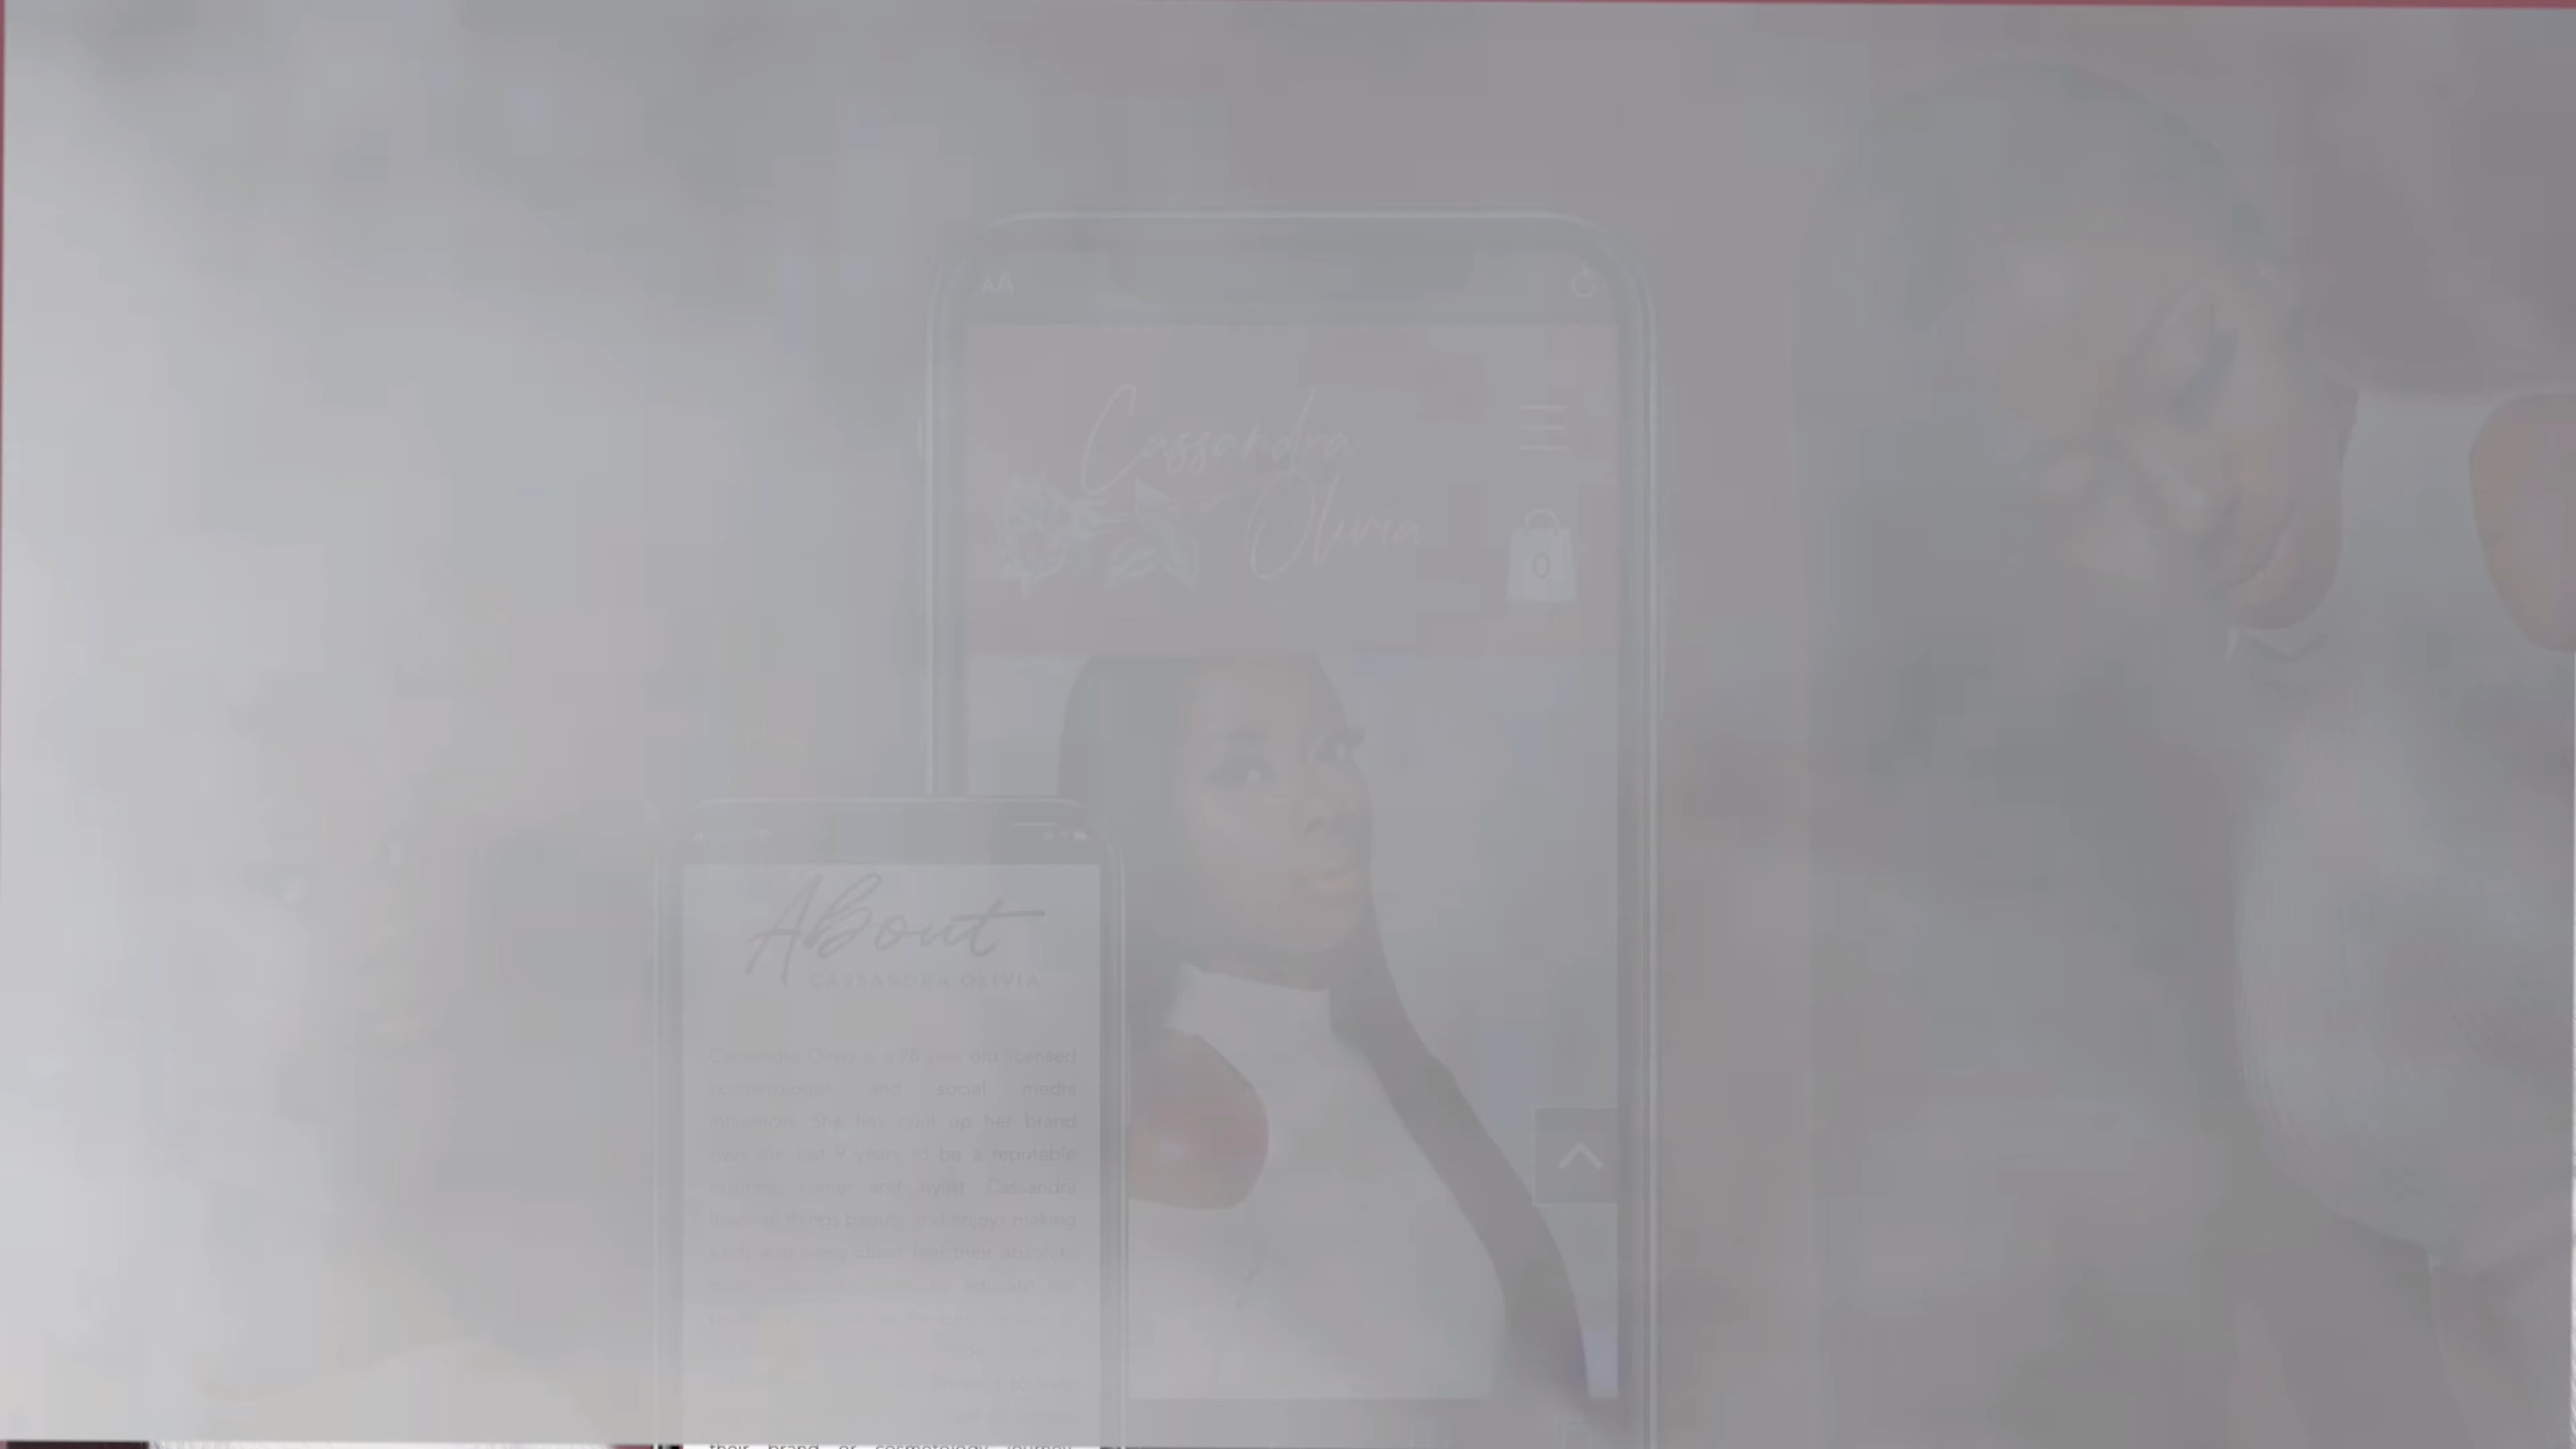 AA
Cassandra
Olivia
0
ABout
CASSANDRA OLIVIA
Cassandra Olivia is a 26 year old licensed
cosmetologist and social media
influencer. She has built up her brand
over the last 9 years to be a reputable
business owner and stylist. Cassandra
loves all things beauty and enjoys making
each and every client feel their absolute
their brand or cosmetology journey.